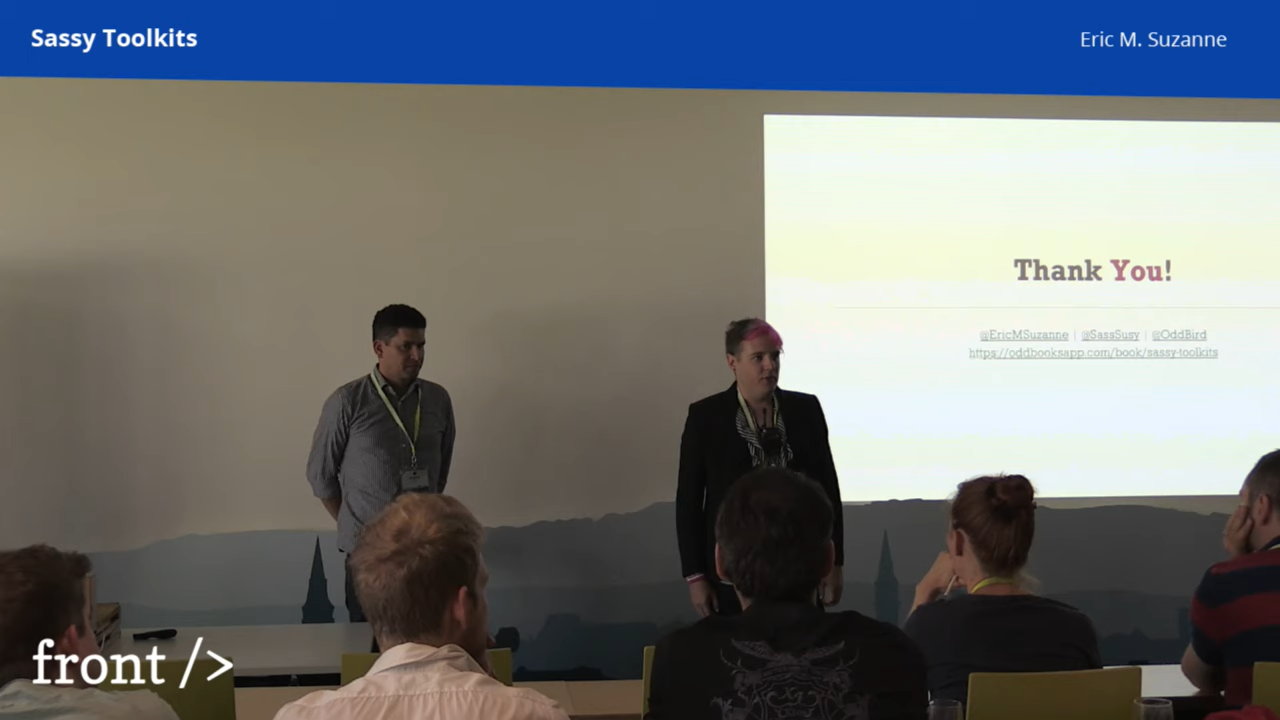 Sassy Toolkits
Eric M. Suzanne
Thank You!
@EricMSuzanne | @SassSusy | @OddBird
https://oddbooksapp.com/book/sassy-toolkits
front />